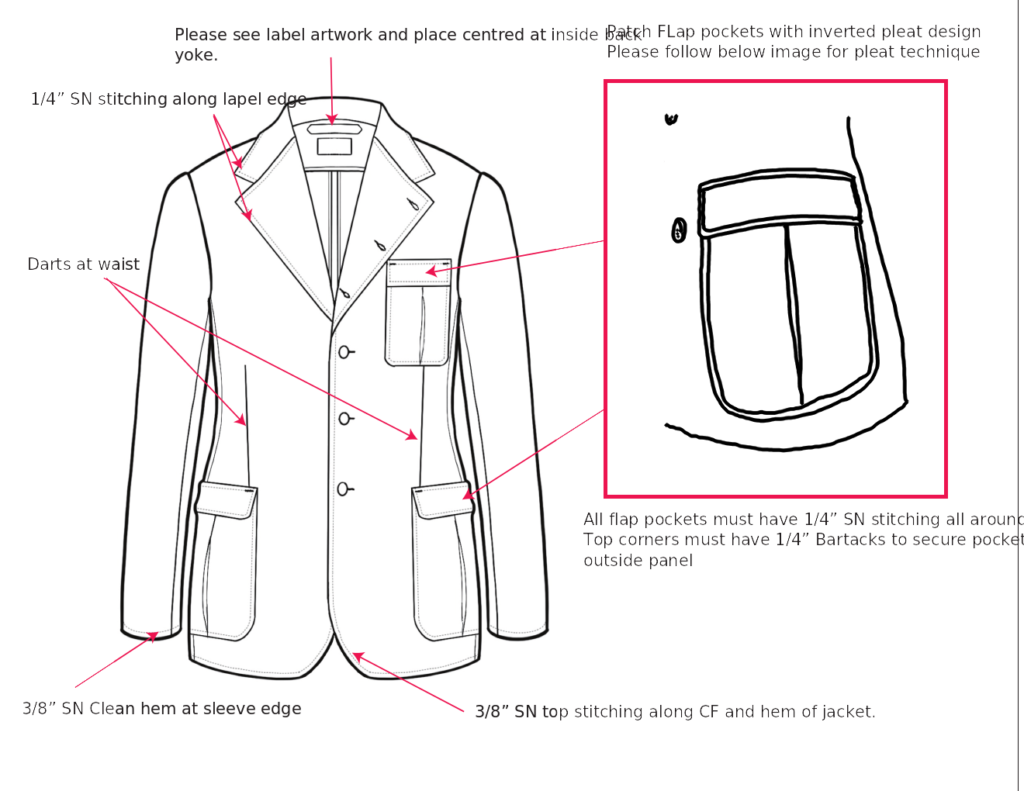 Please see label artwork and place centred at inside back
yoke.
Patch FLap pockets with inverted pleat design
Please follow below image for pleat technique
1/4” SN stitching along lapel edge
Darts at waist
All flap pockets must have 1/4” SN stitching all around
Top corners must have 1/4” Bartacks to secure pocket
outside panel
3/8” SN Clean hem at sleeve edge
3/8” SN top stitching along CF and hem of jacket.